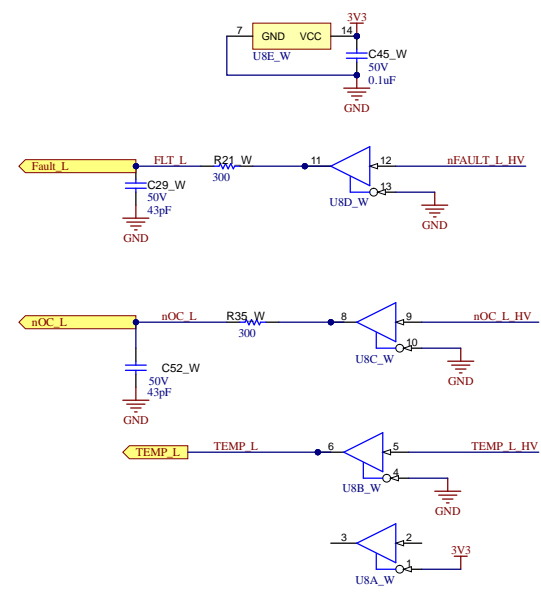 3V3
7 GND VCC 14
U8E_W
C45_W
50V
0.1uF
GND
Fault_L FLT_L R21_W 11 12 nFAULT_L_HV
300
13
C29_W
50V
43pF
U8D_W
GND
GND
nOC_L nOC_L R35_W 8 9 nOC_L_HV
300
10
U8C_W
C52_W
50V
43pF
GND
GND
TEMP_L TEMP_L 6 5 TEMP_L_HV
4
U8B_W
GND
3 2
3V3
1
U8A_W